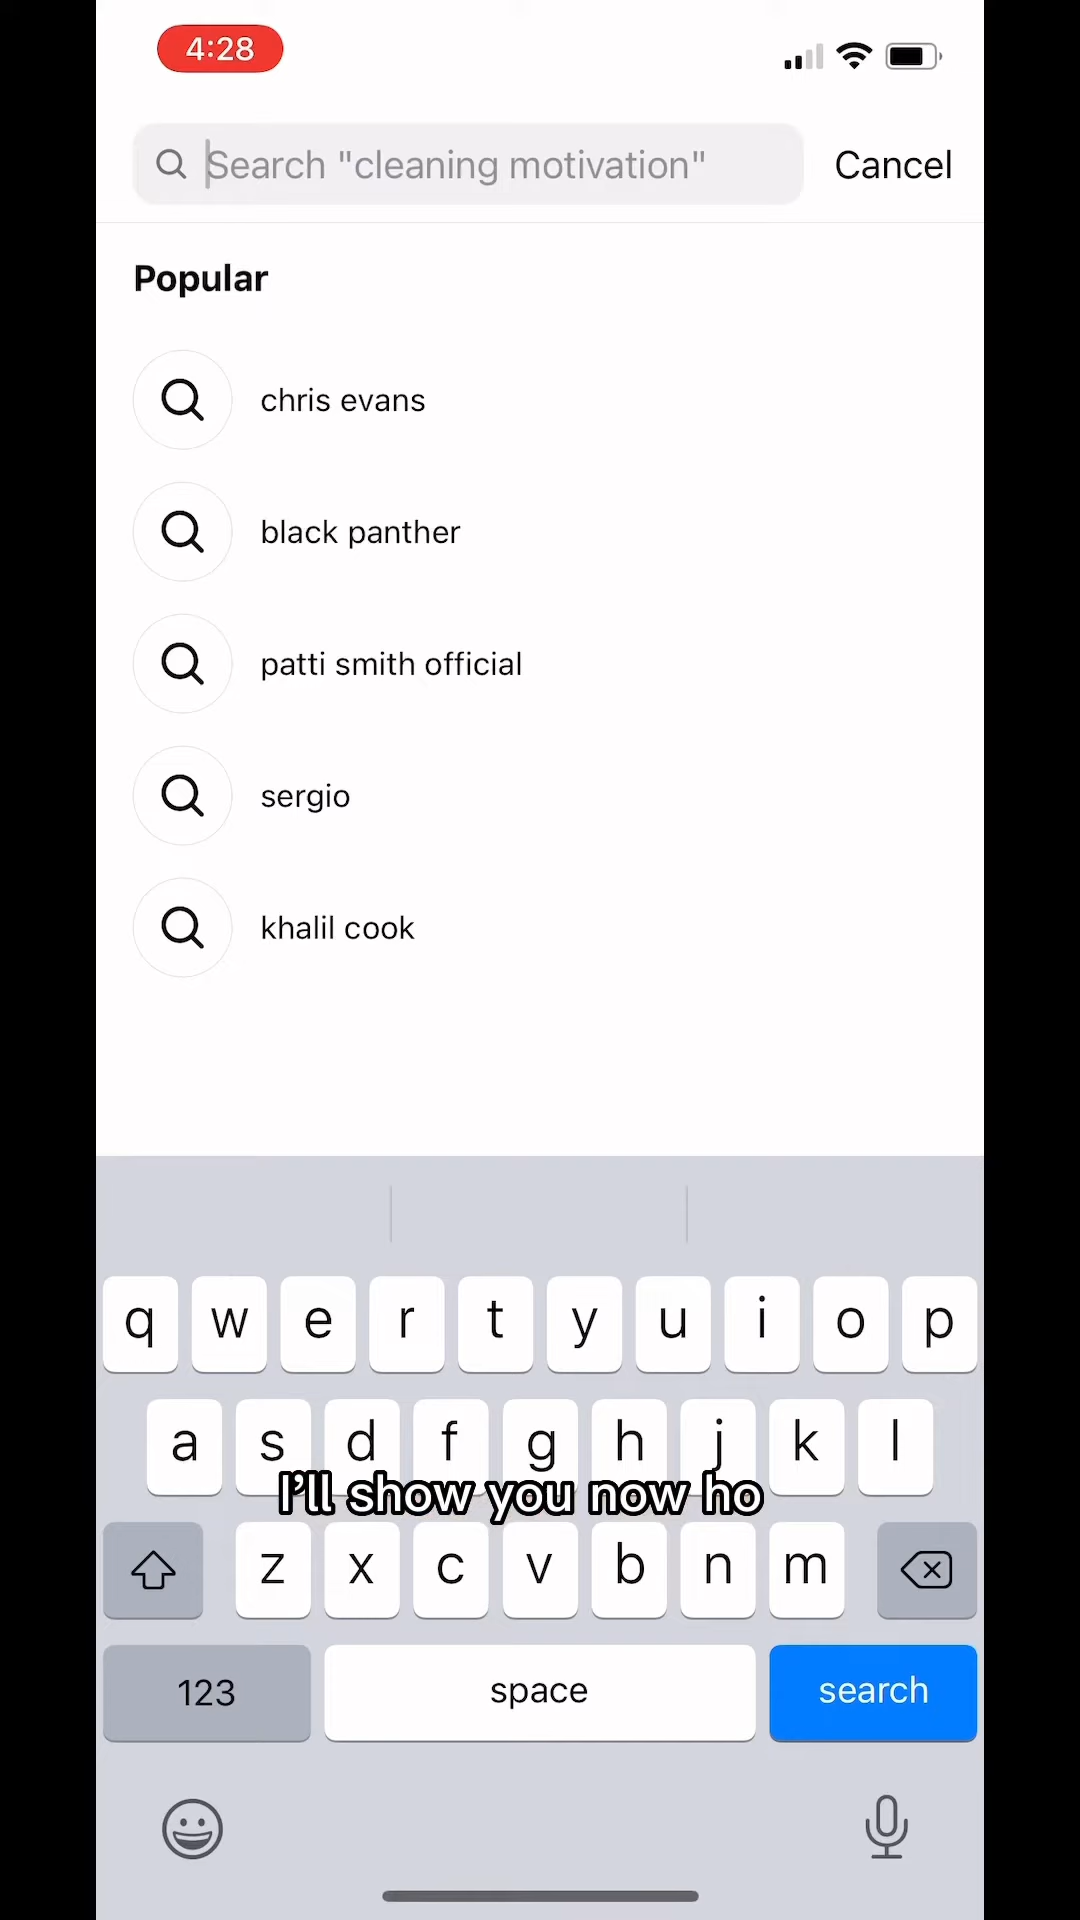 4:28
Search "cleaning motivation"
Cancel
Popular
chris evans
black panther
patti smith official
sergio
khalil cook
q w e r t y u i o p
a s d f g h j k l
I'll show you now ho
z x c v b n m
123 space search